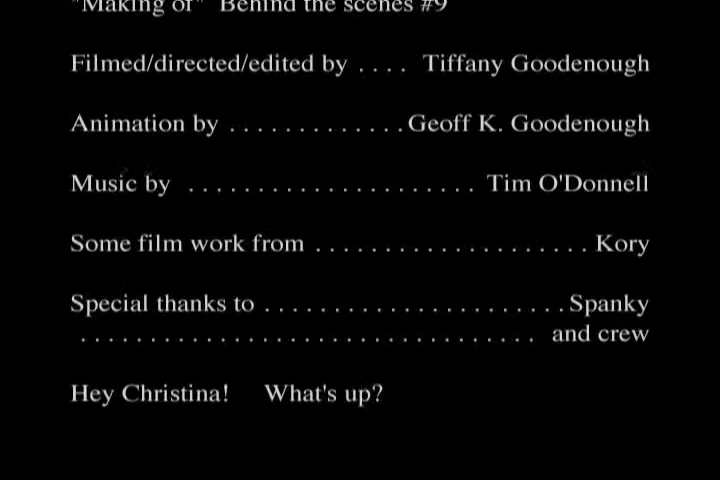 "Making of" Behind the scenes #9
Filmed/directed/edited by . . . . Tiffany Goodenough
Animation by . . . . . . . . . . . . . Geoff K. Goodenough
Music by . . . . . . . . . . . . . . . . . . . . . Tim O'Donnell
Some film work from . . . . . . . . . . . . . . . . . . . . Kory
Special thanks to . . . . . . . . . . . . . . . . . . . . . . Spanky
. . . . . . . . . . . . . . . . . . . . . . . . . . . . . . . . . and crew
Hey Christina! What's up?